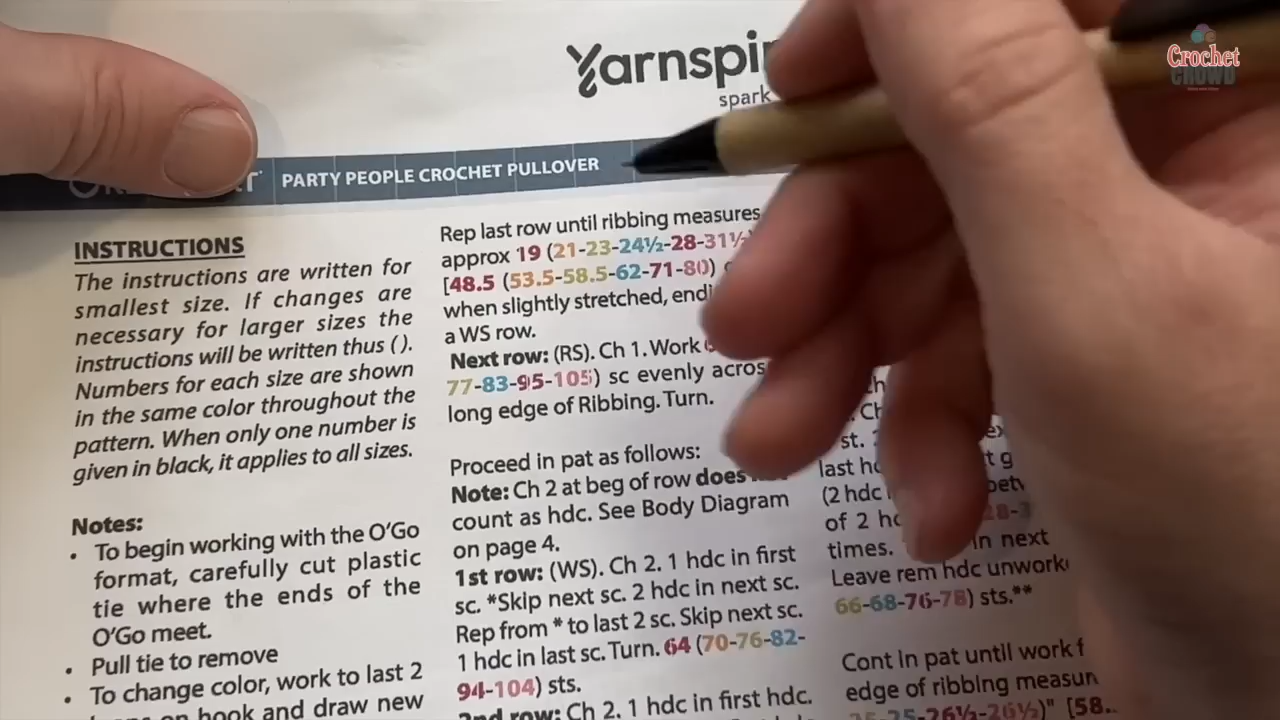 Crochet
CROWD
Yarnspi
spark
PARTY PEOPLE CROCHET PULLOVER
INSTRUCTIONS
The instructions are written for
smallest size. If changes are
necessary for larger sizes the
instructions will be written thus ( ).
Numbers for each size are shown
in the same color throughout the
pattern. When only one number is
given in black, it applies to all sizes.
Notes:
• To begin working with the O'Go
format, carefully cut plastic
tie where the ends of the
O'Go meet.
• Pull tie to remove
• To change color, work to last 2
on hook and draw new
Rep last row until ribbing measures
approx 19 (21-23-24½-28-31½
[48.5 (53.5-58.5-62-71-80)
when slightly stretched, endi
a WS row.
Next row: (RS). Ch 1. Work
77-83-95-105) sc evenly acros
long edge of Ribbing. Turn.
Proceed in pat as follows:
Note: Ch 2 at beg of row does
count as hdc. See Body Diagram
on page 4.
1st row: (WS). Ch 2. 1 hdc in first
sc. *Skip next sc. 2 hdc in next sc.
Rep from * to last 2 sc. Skip next sc.
1 hdc in last sc. Turn. 64 (70-76-82-
94-104) sts.
2nd row: Ch 2. 1 hdc in first hdc.
st.
last
(2 hdc
of 2
times. in next
Leave rem hdc unwork
66-68-76-78) sts.**
Cont in pat until work f
edge of ribbing measur